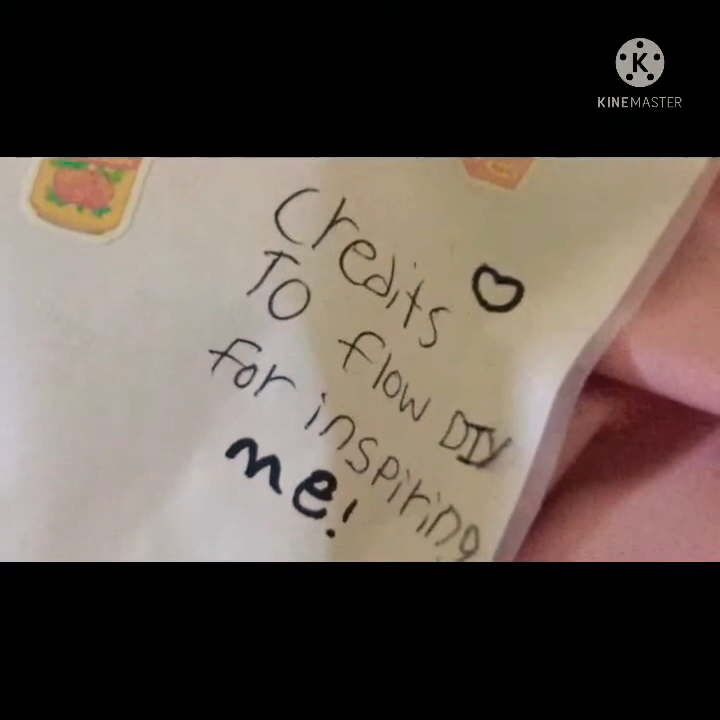 K
KINEMASTER
Credits
To flow DIY
for inspiring
me!